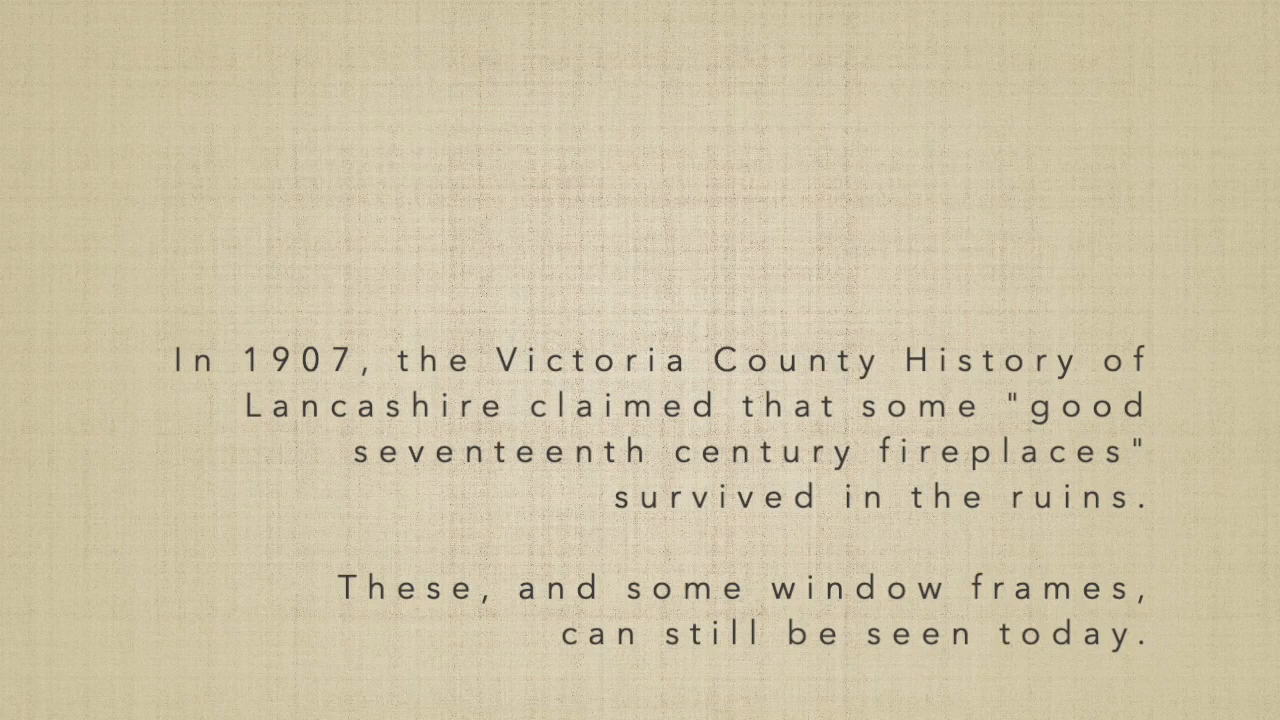 In 1907, the Victoria County History of
Lancashire claimed that some "good
seventeenth century fireplaces"
survived in the ruins.
These, and some window frames,
can still be seen today.